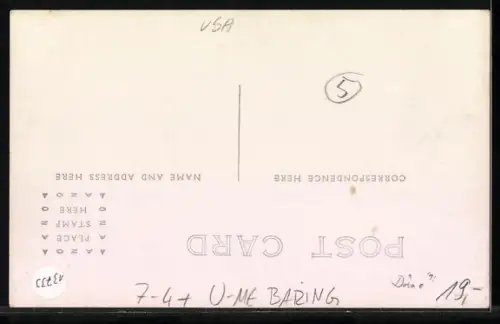 USA
5
CORRESPONDENCE HERE
NAME AND ADDRESS HERE
POST CARD
PLACE
STAMP
HERE
7-4+ U-ME BARING
19,-